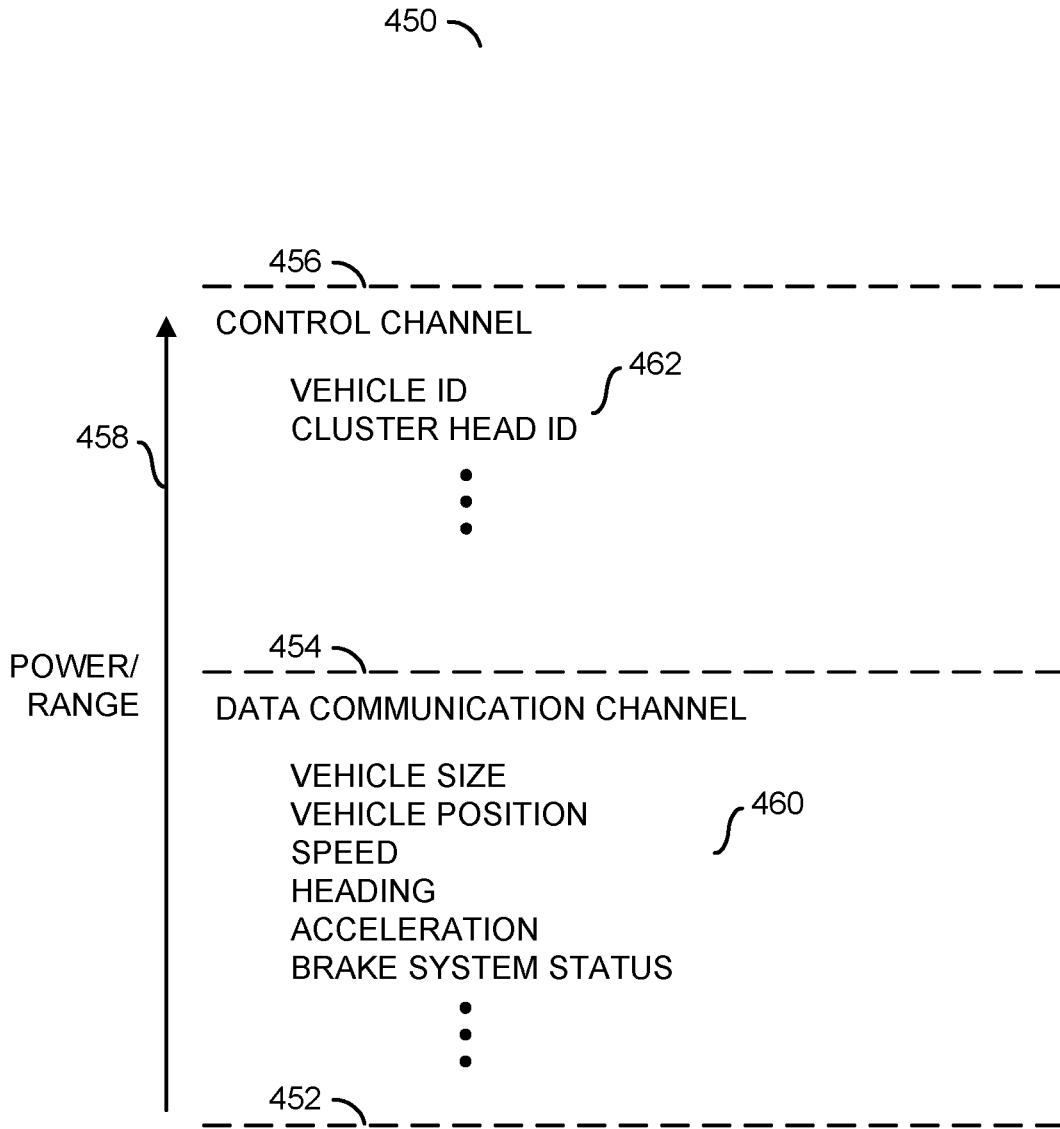 450
456
CONTROL CHANNEL
462
VEHICLE ID
CLUSTER HEAD ID
458
454
POWER/
RANGE
DATA COMMUNICATION CHANNEL
VEHICLE SIZE
VEHICLE POSITION
460
SPEED
HEADING
ACCELERATION
BRAKE SYSTEM STATUS
452